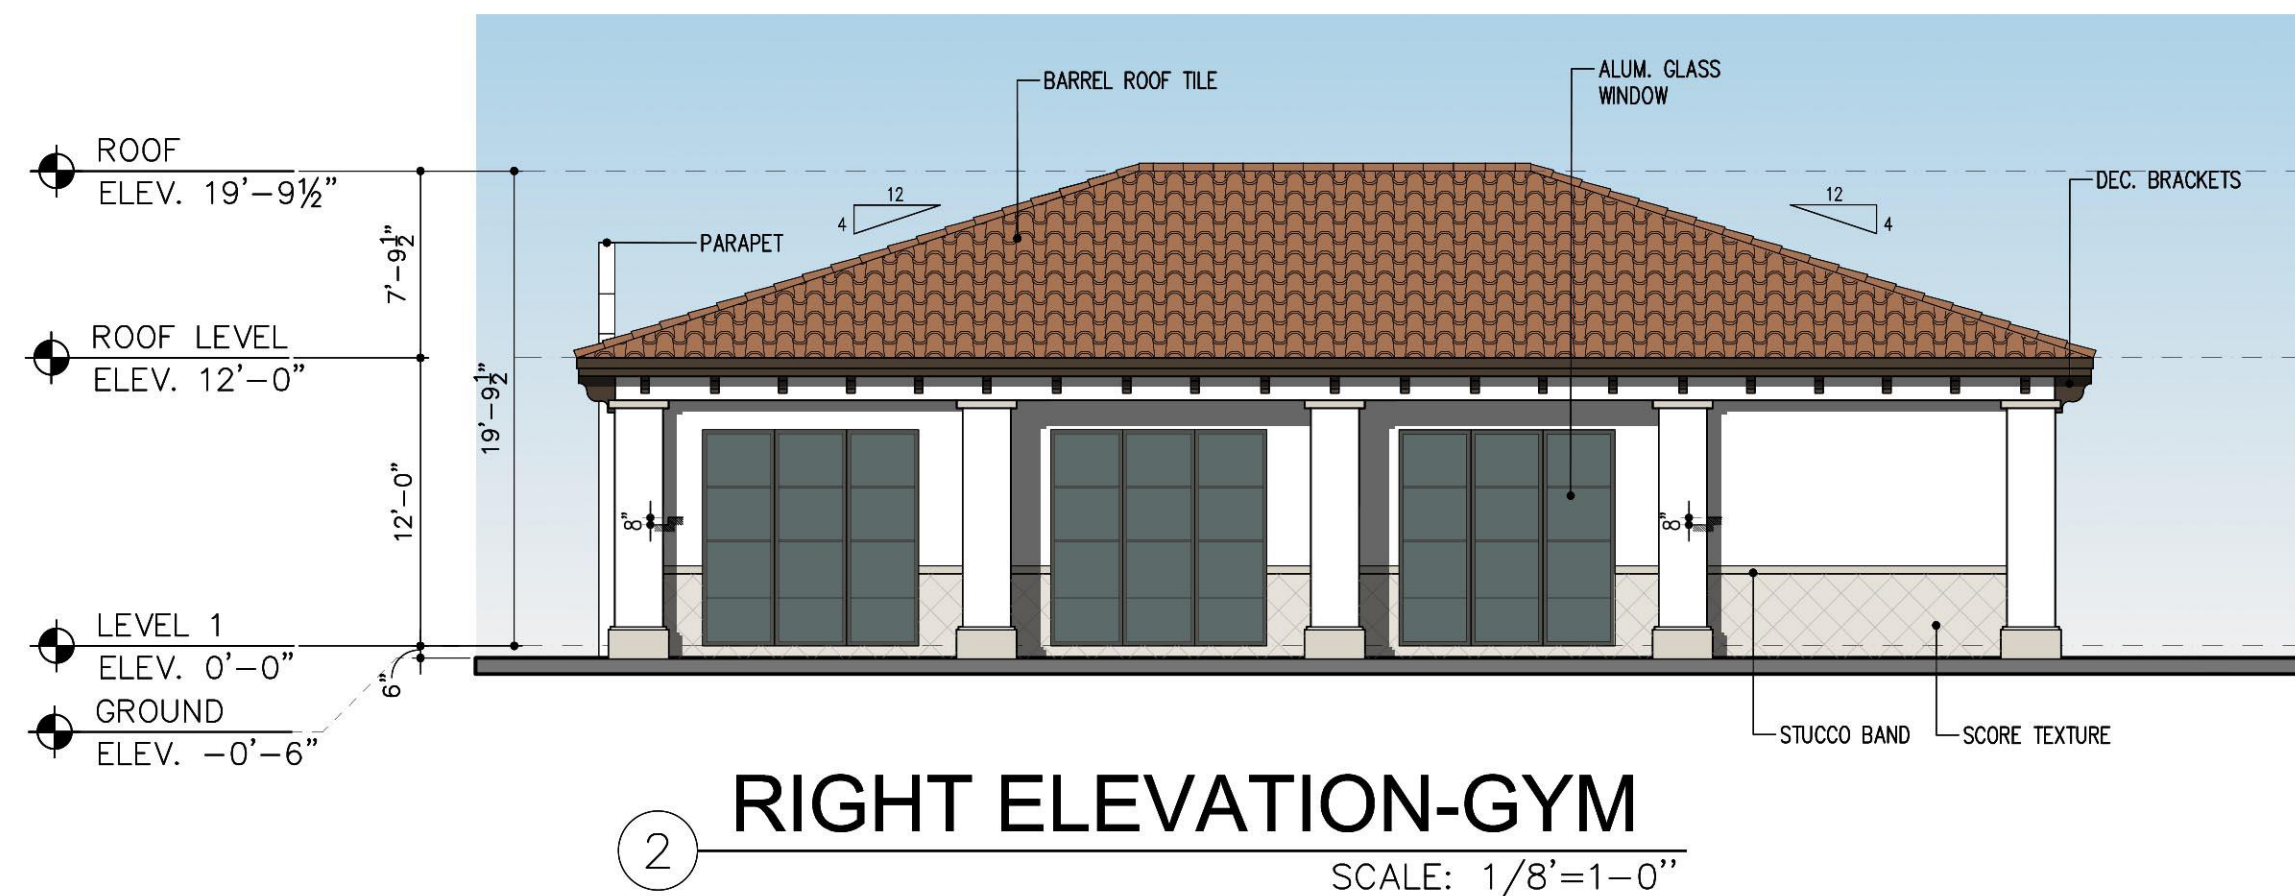 BARREL ROOF TILE
ALUM. GLASS
WINDOW
ROOF
ELEV. 19'-9½"
DEC. BRACKETS
12
4
12
4
PARAPET
7'-9½"
ROOF LEVEL
ELEV. 12'-0"
19'-9½"
12'-0"
8"
8"
LEVEL 1
ELEV. 0'-0"
6"
GROUND
ELEV. -0'-6"
STUCCO BAND
SCORE TEXTURE
RIGHT ELEVATION-GYM
2
SCALE: 1/8'=1-0''